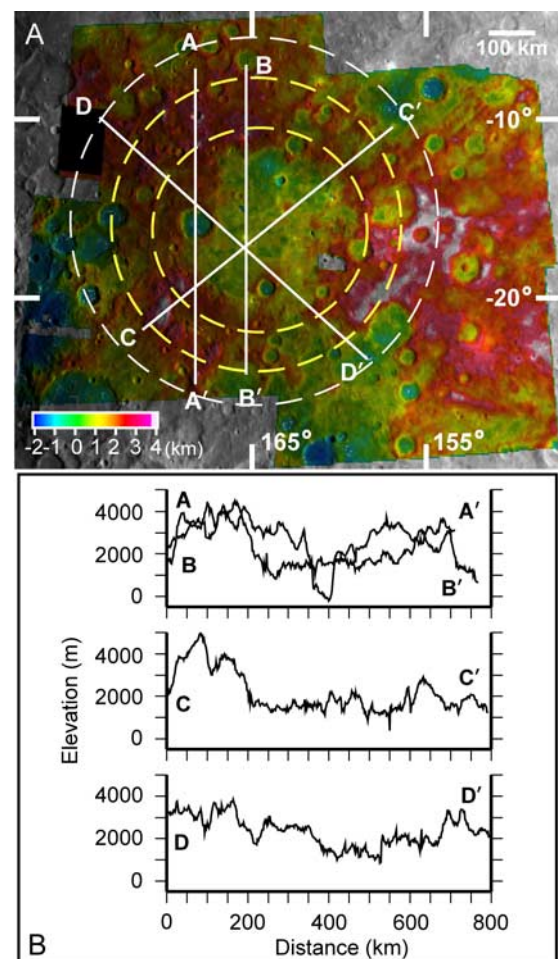 A
100 km
A
B
D
C′
-10°
-20°
C
D′
A′
B′
-2-1 0 1 2 3 4 (km)
165°
155°
4000
2000
0
A
B
A′
B′
Elevation (m)
4000
2000
0
C
C′
4000
2000
0
D
D′
0
200
400
600
800
Distance (km)
B